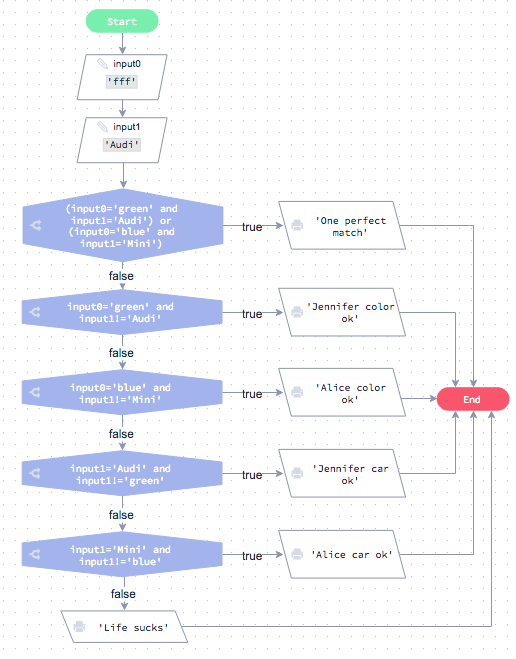 Start
input0
'fff'
input1
'Audi'
(input0='green' and
input1='Audi') or
(input0='blue' and
input1='Mini')
true
'One perfect
match'
false
input0='green' and
input1!='Audi'
true
'Jennifer color
ok'
false
input0='blue' and
input1!='Mini'
true
'Alice color
ok'
End
false
input1='Audi' and
input1!='green'
true
'Jennifer car
ok'
false
input1='Mini' and
input1!='blue'
true
'Alice car ok'
false
'Life sucks'